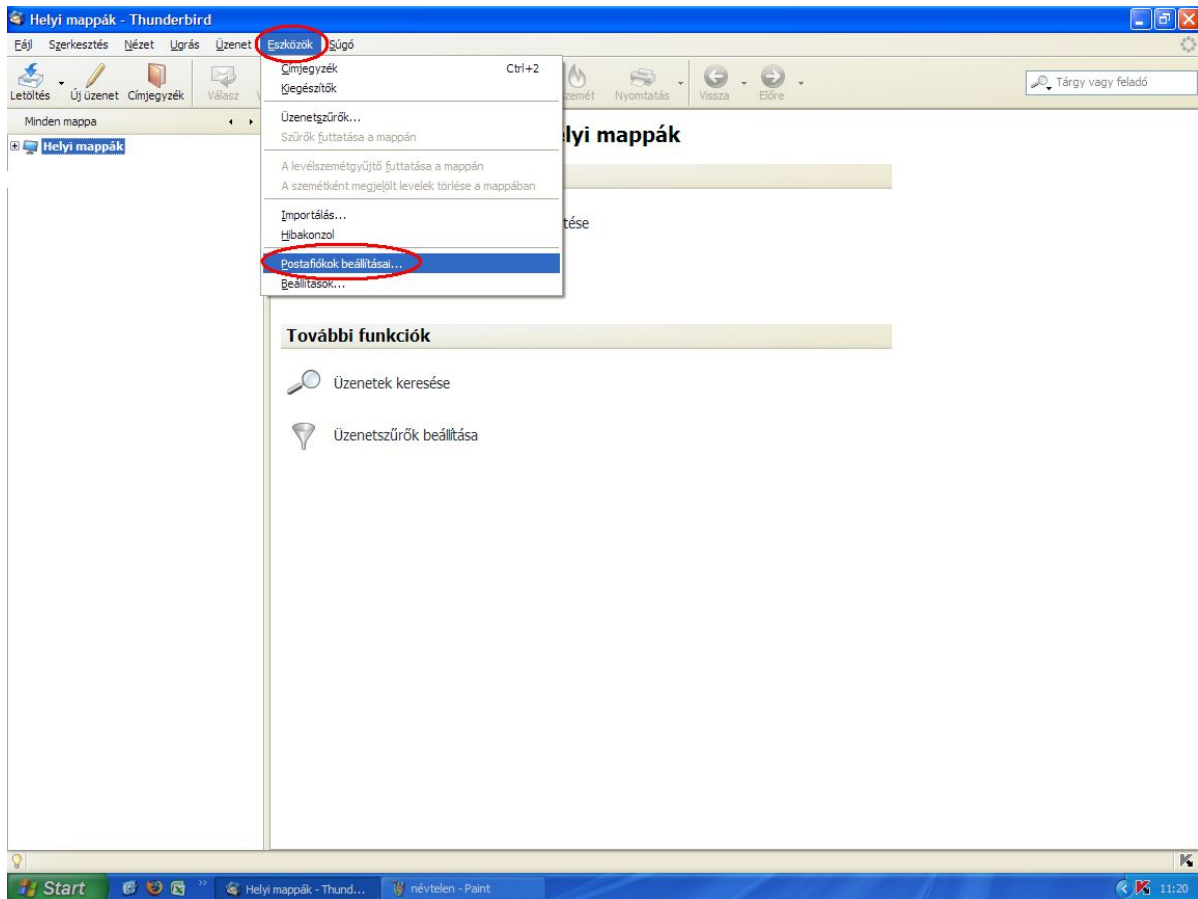 Helyi mappák - Thunderbird
Fájl Szerkesztés Nézet Ugrás Üzenet Eszközök Súgó
Letöltés Új üzenet Címjegyzék Válasz Nyomtatás Vissza Előre Tárgy vagy feladó
Minden mappa
Helyi mappák
Címjegyzék Ctrl+2
Kiegészítők
Üzenetszűrők...
Szűrők futtatása a mappán
A levélszemétgyűjtő futtatása a mappán
A szemétként megjelölt levelek törlése a mappában
Importálás...
Hibakonzol
Postafiókok beállításai...
Beállítások...
lyi mappák
tése
További funkciók
Üzenetek keresése
Üzenetszűrők beállítása
Start Helyi mappák - Thund... névtelen - Paint 11:20